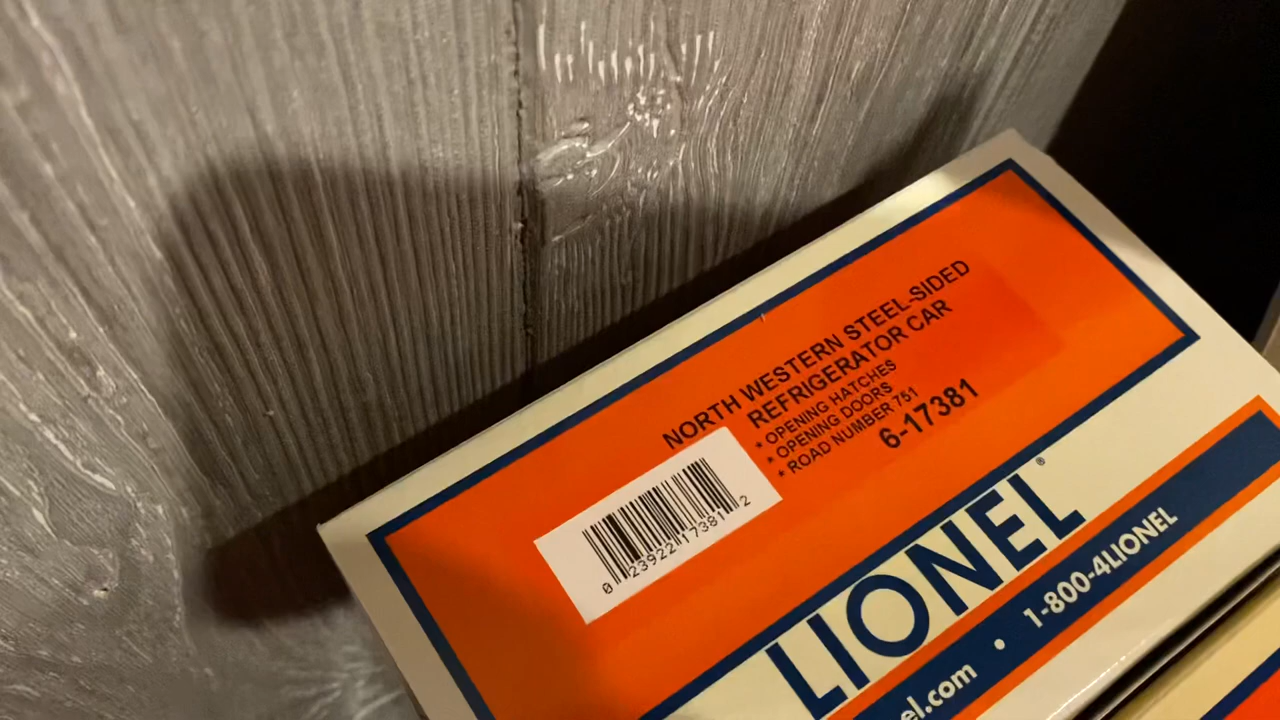 NORTH WESTERN STEEL-SIDED
REFRIGERATOR CAR
* OPENING HATCHES
* OPENING DOORS
* ROAD NUMBER 751
6-17381
0 23922 17381 2
LIONEL®
el.com • 1-800-4LIONEL